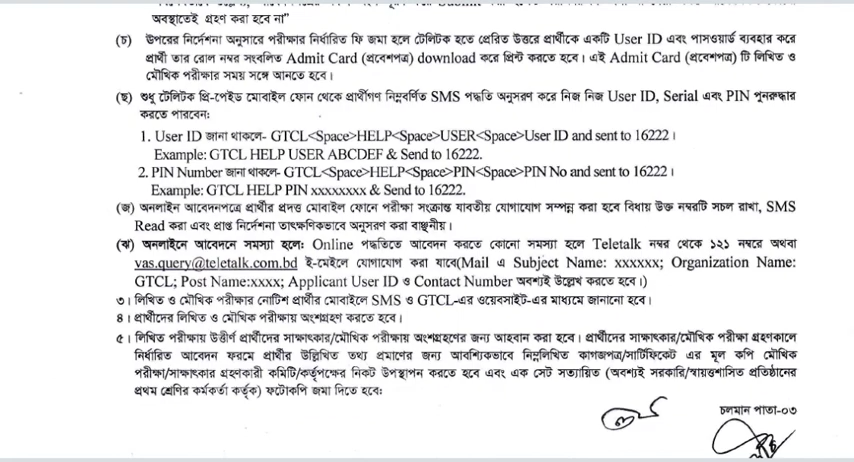 অবস্থাতেই গ্রহণ করা হবে না”
(চ) উপরের নির্দেশনা অনুসারে পরীক্ষার নির্ধারিত ফি জমা হলে টেলিটক হতে প্রেরিত উত্তরে প্রার্থীকে একটি User ID এবং পাসওয়ার্ড ব্যবহার করে
প্রার্থী তার রোল নম্বর সংবলিত Admit Card (প্রবেশপত্র) download করে প্রিন্ট করতে হবে। এই Admit Card (প্রবেশপত্র) টি লিখিত ও
মৌখিক পরীক্ষার সময় সঙ্গে আনতে হবে।
(ছ) শুধু টেলিটক প্রি-পেইড মোবাইল ফোন থেকে প্রার্থীগণ নিম্নবর্ণিত SMS পদ্ধতি অনুসরণ করে নিজ নিজ User ID, Serial এবং PIN পুনরুদ্ধার
করতে পারবেন:
1. User ID জানা থাকলে- GTCL<Space>HELP<Space>USER<Space>User ID and sent to 16222।
Example: GTCL HELP USER ABCDEF & Send to 16222.
2. PIN Number জানা থাকলে- GTCL<Space>HELP<Space>PIN<Space>PIN No and sent to 16222।
Example: GTCL HELP PIN xxxxxxxx & Send to 16222.
(জ) অনলাইন আবেদনপত্রে প্রার্থীর প্রদত্ত মোবাইল ফোনে পরীক্ষা সংক্রান্ত যাবতীয় যোগাযোগ সম্পন্ন করা হবে বিধায় উক্ত নম্বরটি সচল রাখা, SMS
Read করা এবং প্রাপ্ত নির্দেশনা তাৎক্ষণিকভাবে অনুসরণ করা বাঞ্ছনীয়।
(ঝ) অনলাইনে আবেদনে সমস্যা হলে: Online পদ্ধতিতে আবেদন করতে কোনো সমস্যা হলে Teletalk নম্বর থেকে ১২১ নম্বরে অথবা
vas.query@teletalk.com.bd ই-মেইলে যোগাযোগ করা যাবে(Mail এ Subject Name: xxxxxx; Organization Name:
GTCL; Post Name:xxxx; Applicant User ID ও Contact Number অবশ্যই উল্লেখ করতে হবে।)
৩। লিখিত ও মৌখিক পরীক্ষার নোটিশ প্রার্থীর মোবাইলে SMS ও GTCL-এর ওয়েবসাইট-এর মাধ্যমে জানানো হবে।
৪। প্রার্থীদের লিখিত ও মৌখিক পরীক্ষায় অংশগ্রহণ করতে হবে।
৫। লিখিত পরীক্ষায় উত্তীর্ণ প্রার্থীদের সাক্ষাৎকার/মৌখিক পরীক্ষায় অংশগ্রহণের জন্য আহবান করা হবে। প্রার্থীদের সাক্ষাৎকার/মৌখিক পরীক্ষা গ্রহণকালে
নির্ধারিত আবেদন ফরমে প্রার্থীর উল্লিখিত তথ্য প্রমাণের জন্য আবশ্যিকভাবে নিম্নলিখিত কাগজপত্র/সার্টিফিকেট এর মূল কপি মৌখিক
পরীক্ষা/সাক্ষাৎকার গ্রহণকারী কমিটি/কর্তৃপক্ষের নিকট উপস্থাপন করতে হবে এবং এক সেট সত্যায়িত (অবশ্যই সরকারি/স্বায়ত্তশাসিত প্রতিষ্ঠানের
প্রথম শ্রেণির কর্মকর্তা কর্তৃক) ফটোকপি জমা দিতে হবে:
চলমান পাতা-০৩